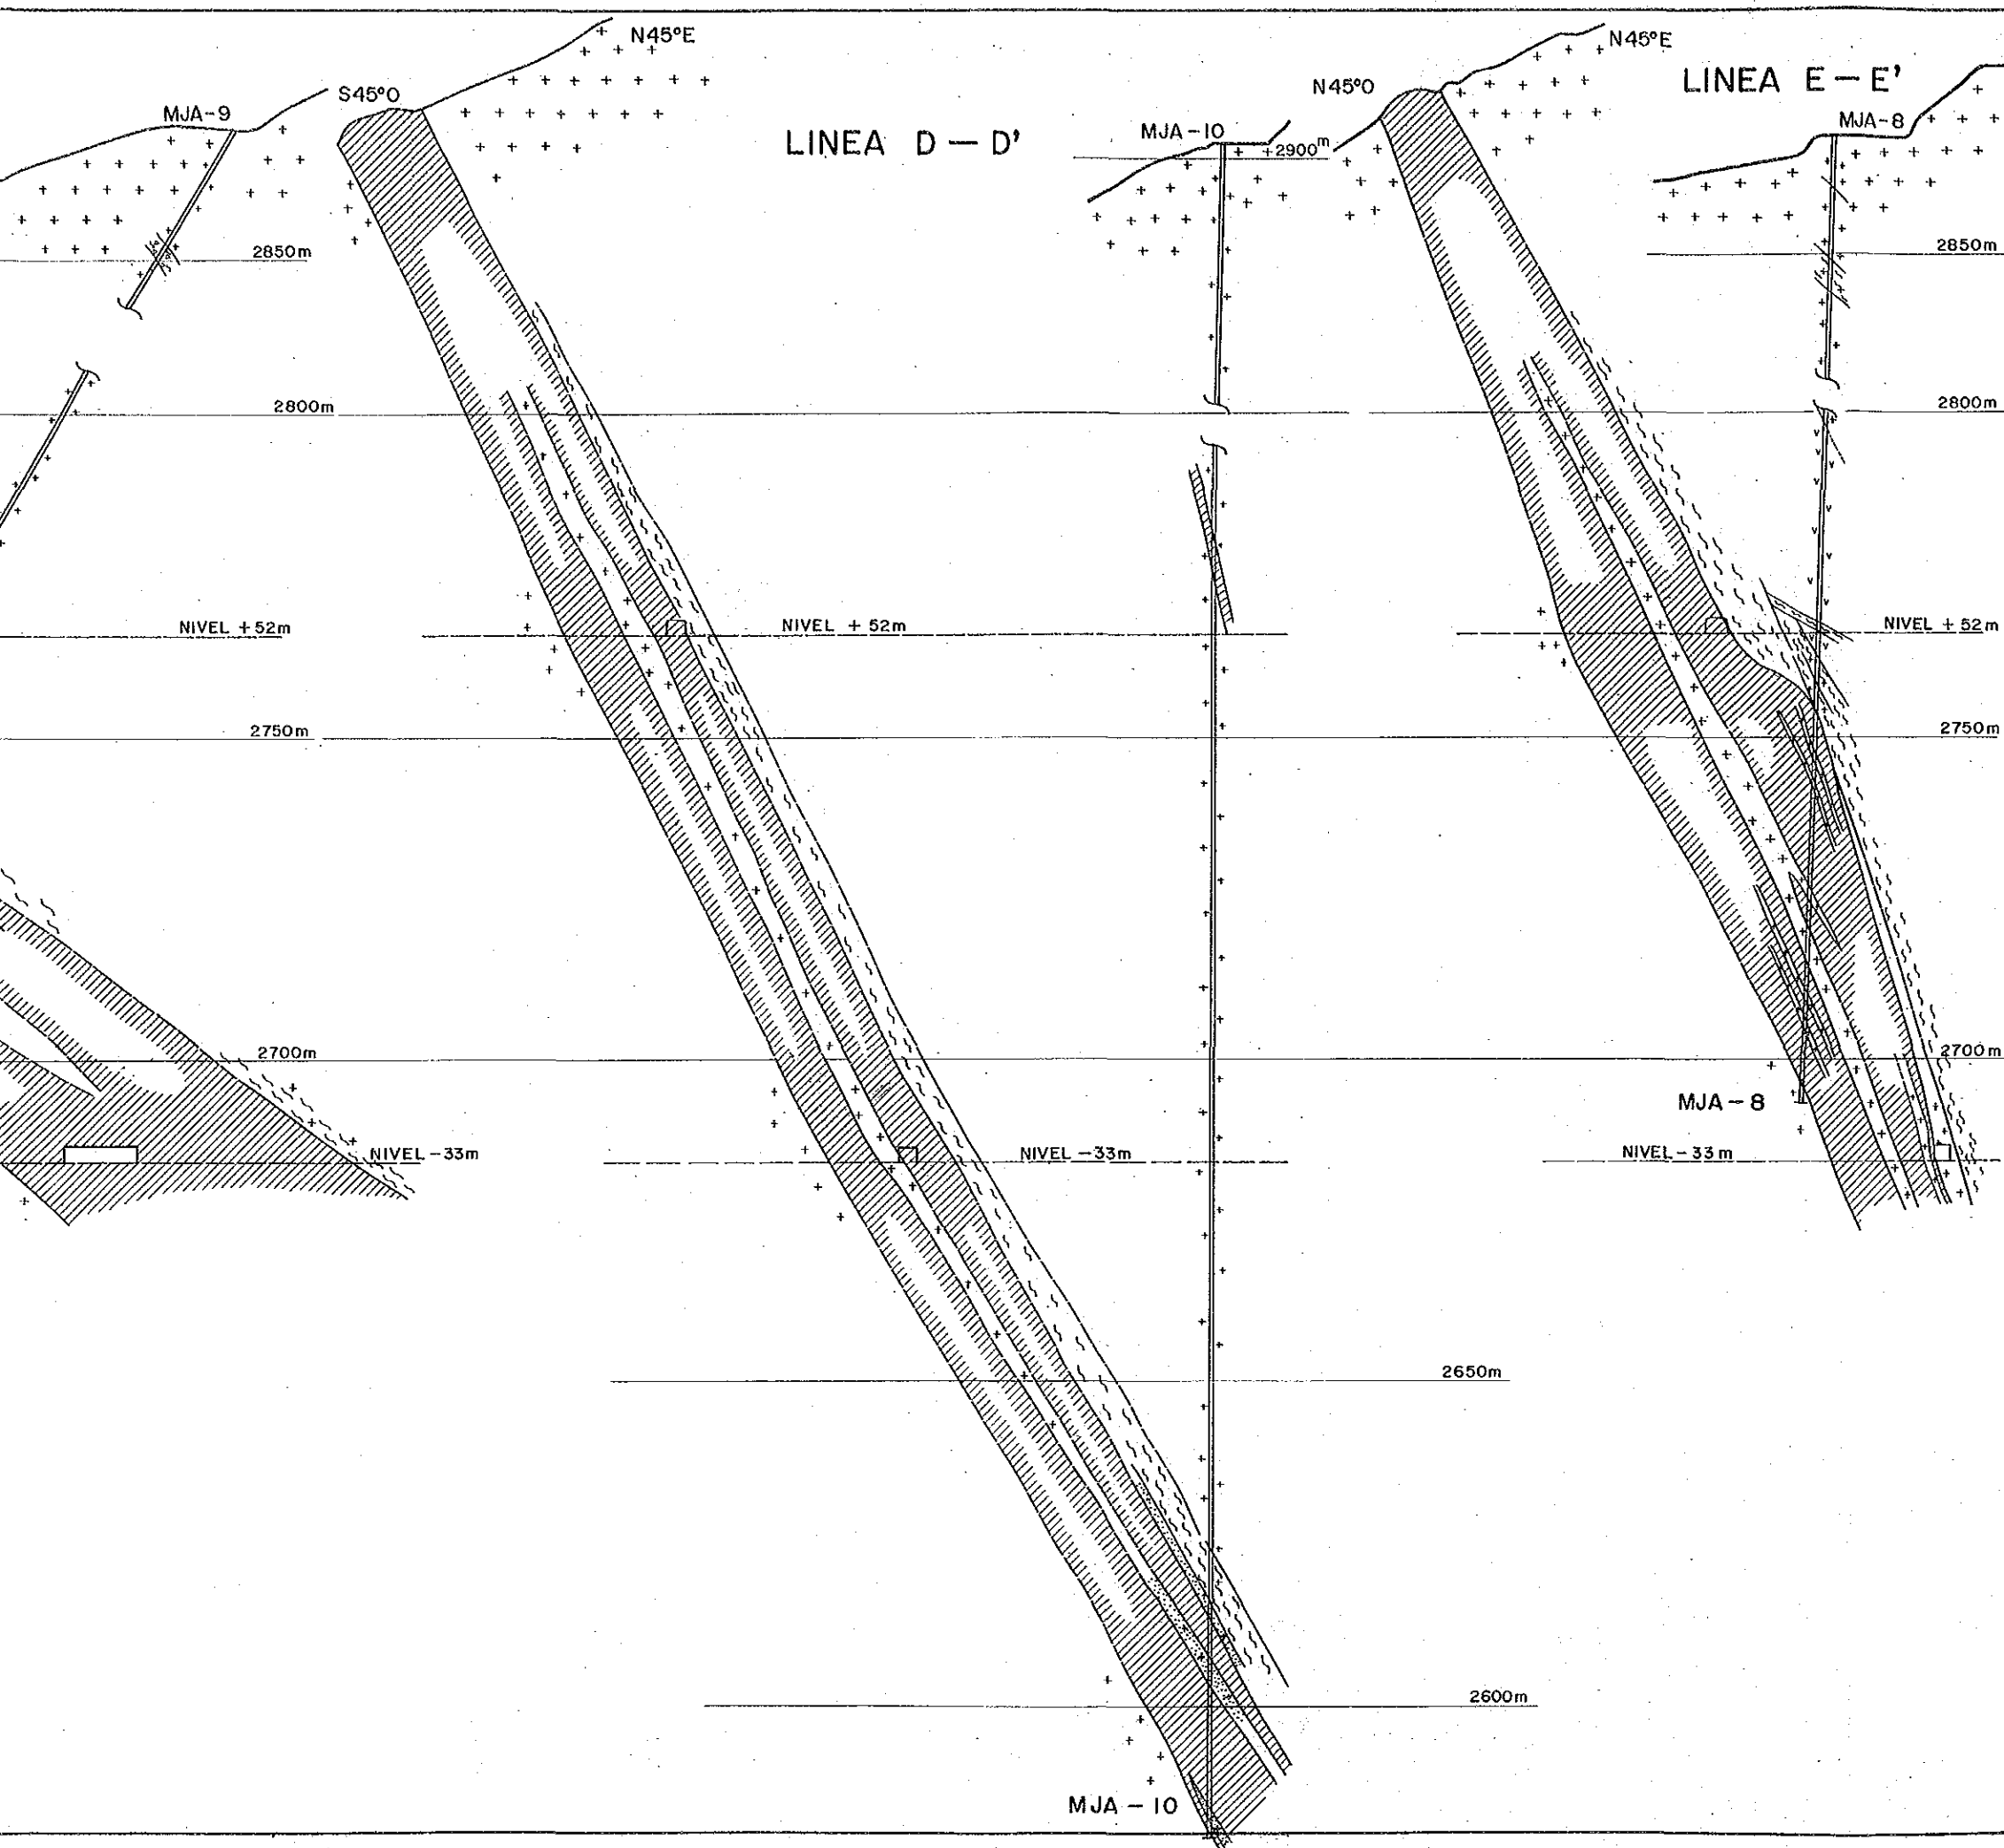 N45°E
N45°E
LINEA E — E'
S45°O
N45°O
MJA-9
MJA-10
MJA-8
LINEA D — D'
2900m
2850m
2850m
2800m
2800m
NIVEL + 52m
NIVEL + 52m
NIVEL + 52m
2750m
2750m
2700m
2700m
MJA - 8
NIVEL -33m
NIVEL -33m
NIVEL -33m
2650m
2600m
MJA - 10